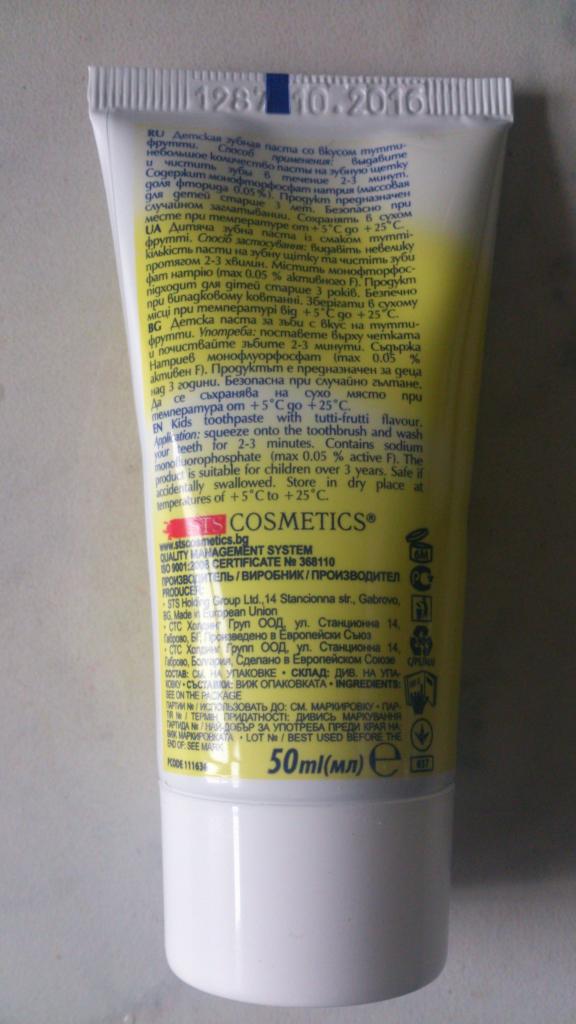 1287 10.2016
RU Детская зубная паста со вкусом тутти-
фрутти. Способ применения: выдавите
небольшое количество пасты на зубную щетку
и чистить зубы в течение 2-3 минут.
Содержит монофторфосфат натрия (массовая
доля фторида 0.05%). Продукт предназначен
для детей старше 3 лет. Безопасно при
случайном заглатывании. Сохранять в сухом
месте при температуре от +5˚C до +25˚C.
UA Дитяча зубна паста із смаком тутті-
фрутті. Спосіб застосування: видавіть невелику
кількість пасти на зубну щітку та чистіть зуби
протягом 2-3 хвилин. Містить монофторфос-
фат натрію (max 0.05 % активного F). Продукт
підходит для дітей старше 3 років. Безпечно
при випадковому ковтанні. Зберігати в сухому
місці при температурі від +5˚C до +25˚C.
BG Детска паста за зъби с вкус на тутти-
фрутти. Употреба: поставете върху четката
и почиствайте зъбите 2-3 минути. Съдържа
Натриев монофлуорфосфат (max 0.05 %
активен F). Продуктът е предназначен за деца
над 3 години. Безопасна при случайно гълтане.
Да се съхранява на сухо място при
температура от +5˚C до +25˚C.
EN Kids toothpaste with tutti-frutti flavour.
Application: squeeze onto the toothbrush and wash
your teeth for 2-3 minutes. Contains sodium
monofluorophosphate (max 0.05 % active F). The
product is suitable for children over 3 years. Safe if
accidentally swallowed. Store in dry place at
temperatures of +5˚C to +25˚C.
STS COSMETICS®
www.stscosmetics.bg
QUALITY MANAGEMENT SYSTEM
ISO 9001:2008 CERTIFICATE № 368110
ПРОИЗВОДИТЕЛЬ / ВИРОБНИК / ПРОИЗВОДИТЕЛ
PRODUCER:
• STS Holding Group Ltd.,14 Stancionna str., Gabrovo,
BG, Made in European Union
• СТС Холдинг Груп ООД, ул. Станционна 14,
Габрово, БГ, Произведено в Европейски Съюз
• СТС Холдинг Групп ООД, ул. Станционна 14,
Габрово, Болгария, Сделано в Европейском Союзе
СОСТАВ: СМ. НА УПАКОВКЕ • СКЛАД: ДИВ. НА УПА-
КОВКУ • СЪСТАВКИ: ВИЖ ОПАКОВКАТА • INGREDIENTS:
SEE ON THE PACKAGE
ПАРТИИ № / ИСПОЛЬЗОВАТЬ ДО: СМ. МАРКИРОВКУ • ПАР-
ТІЯ № / ТЕРМІН ПРИДАТНОСТІ: ДИВИСЬ МАРКУВАННЯ
ПАРТИДА № / НАЙ-ДОБЪР ЗА УПОТРЕБА ПРЕДИ КРАЯ НА:
ВИЖ МАРКИРОВКАТА • LOT № / BEST USED BEFORE THE
END OF: SEE MARK
PCODE 111634
50ml(мл) e
6M
C/PE/ALU
037